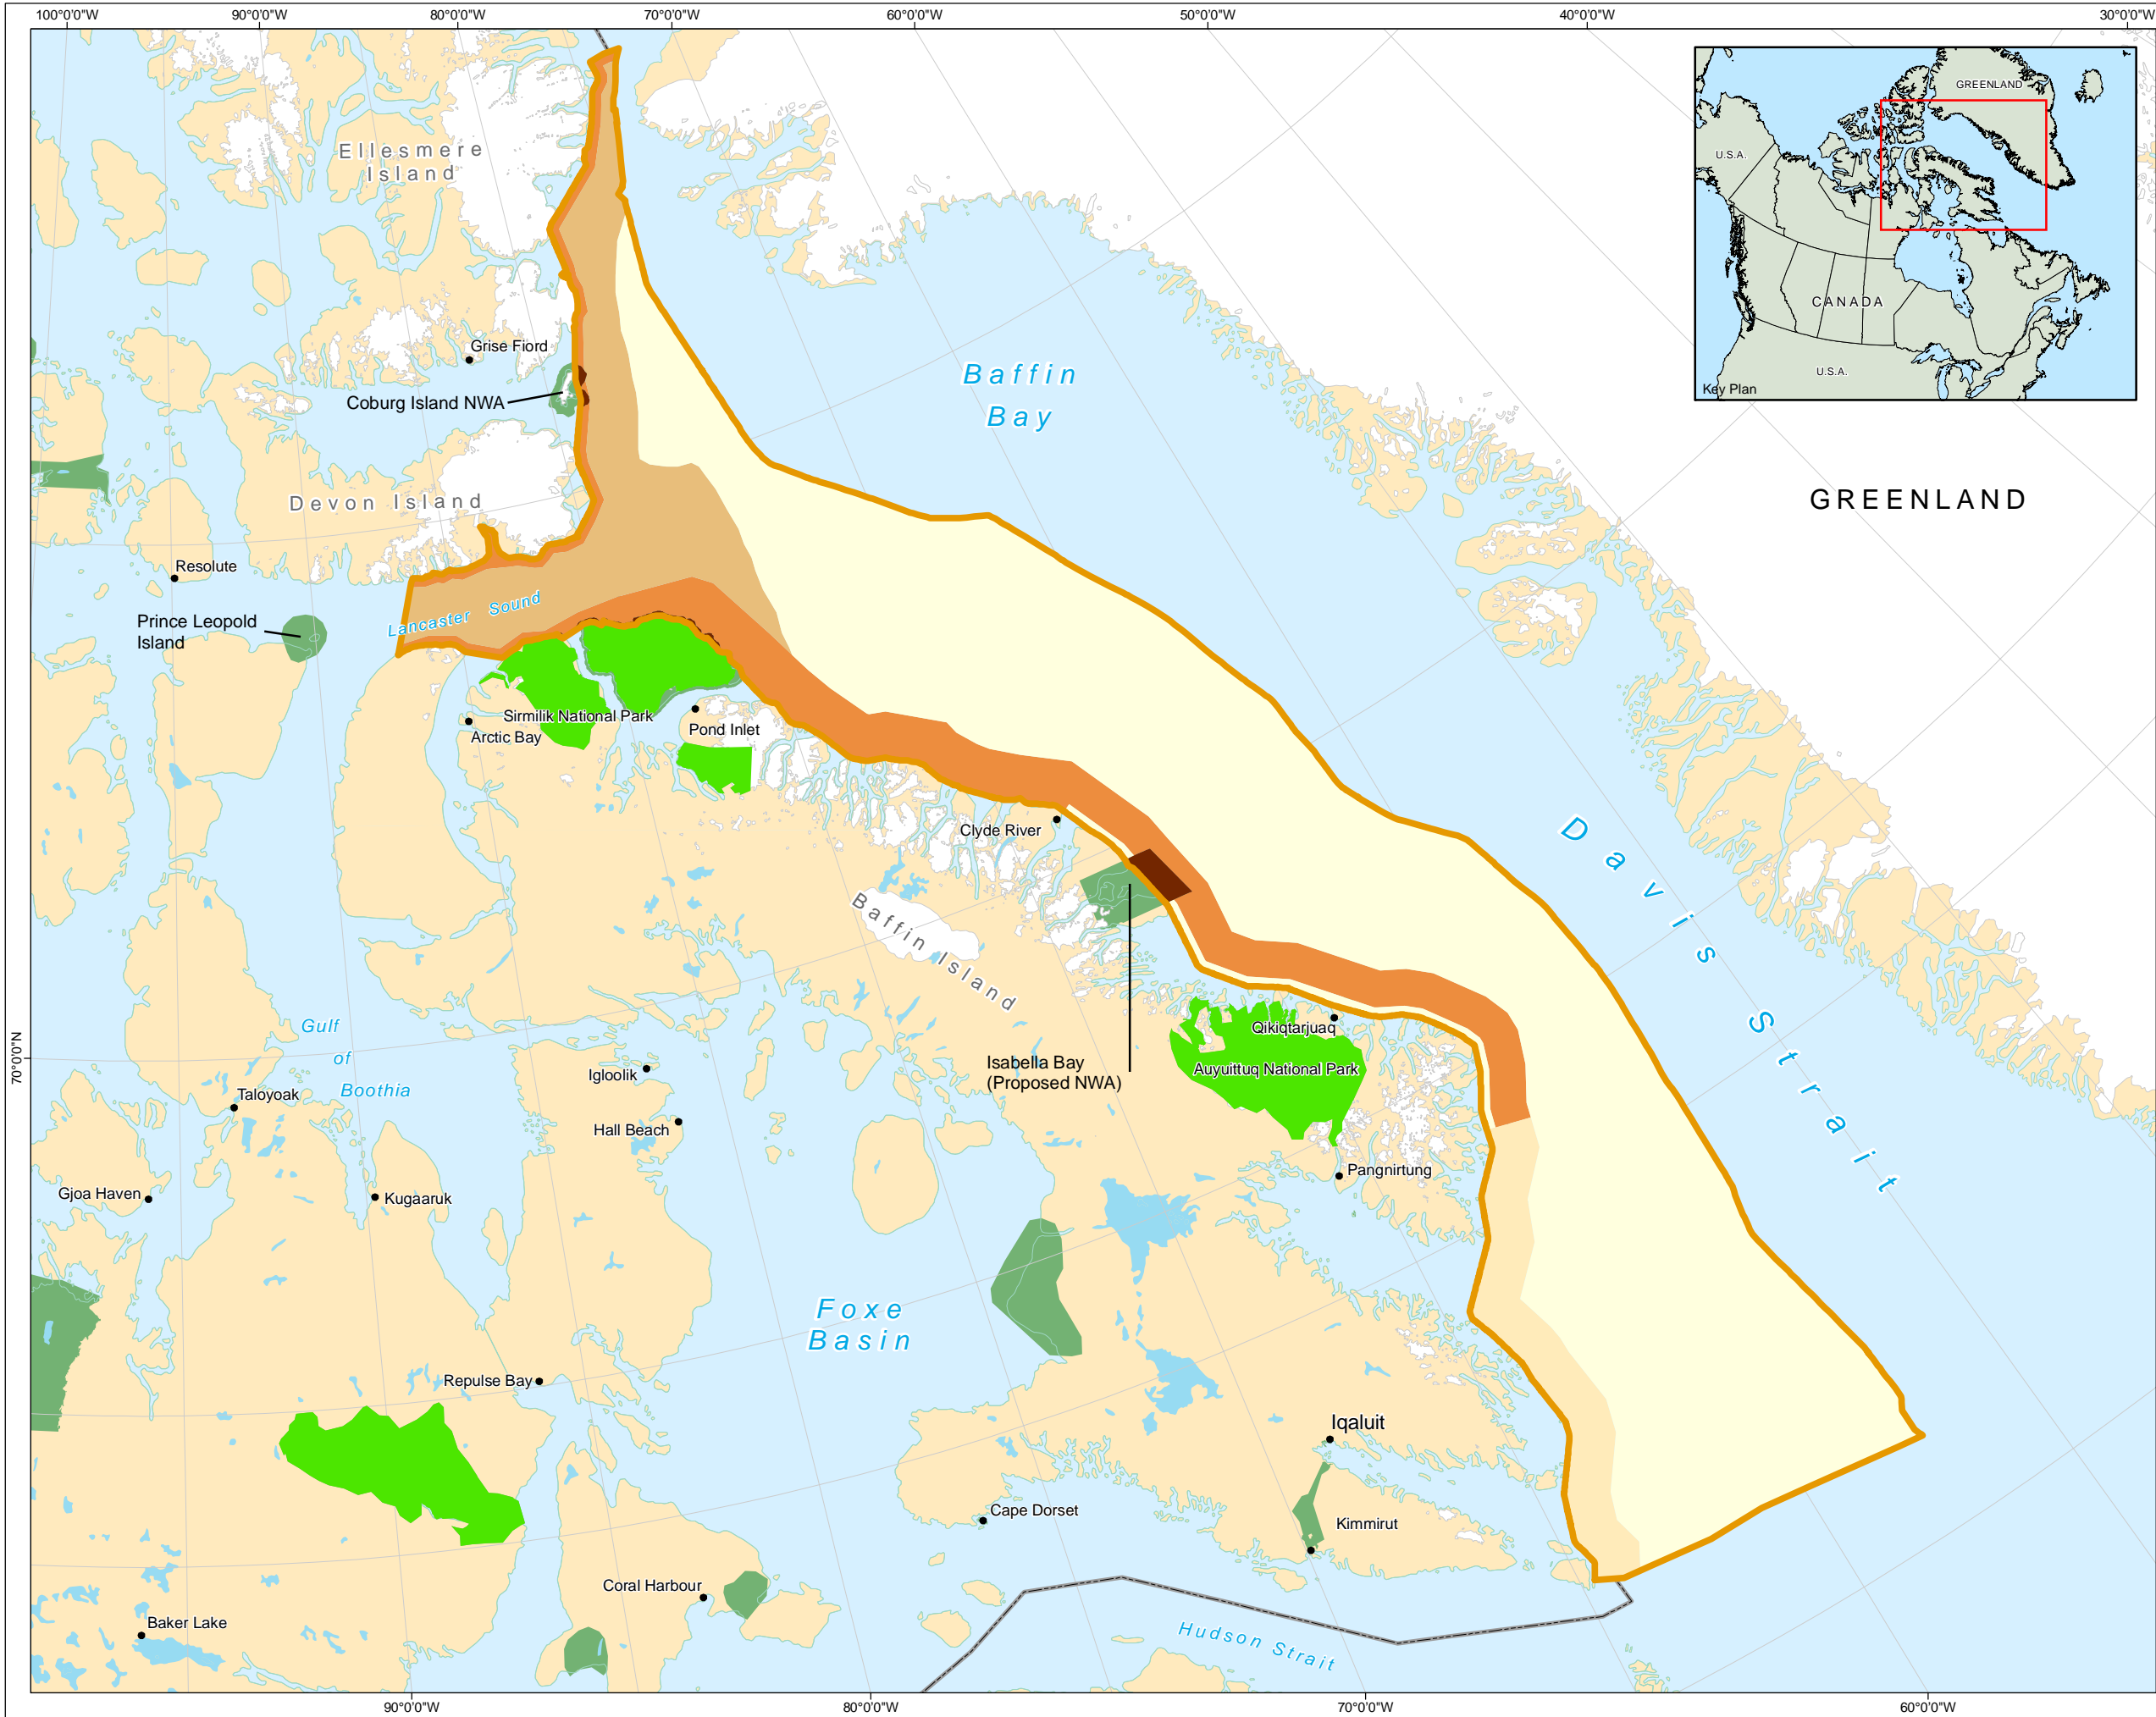 100°0'0"W
90°0'0"W
80°0'0"W
70°0'0"W
60°0'0"W
50°0'0"W
40°0'0"W
30°0'0"W
GREENLAND
U.S.A.
CANADA
U.S.A.
Key Plan
Ellesmere
Island
Grise Fiord
Coburg Island NWA
Baffin
Bay
GREENLAND
Devon Island
Resolute
Lancaster Sound
Prince Leopold
Island
Sirmilik National Park
Arctic Bay
Pond Inlet
Clyde River
Davis Strait
Baffin Island
Gulf
of
Boothia
Qikiqtarjuaq
Auyuittuq National Park
Isabella Bay
(Proposed NWA)
70°0'0"N
Igloolik
Taloyoak
Hall Beach
Pangnirtung
Gjoa Haven
Kugaaruk
Foxe
Basin
Repulse Bay
Iqaluit
Cape Dorset
Kimmirut
Coral Harbour
Baker Lake
Hudson Strait
90°0'0"W
80°0'0"W
70°0'0"W
60°0'0"W